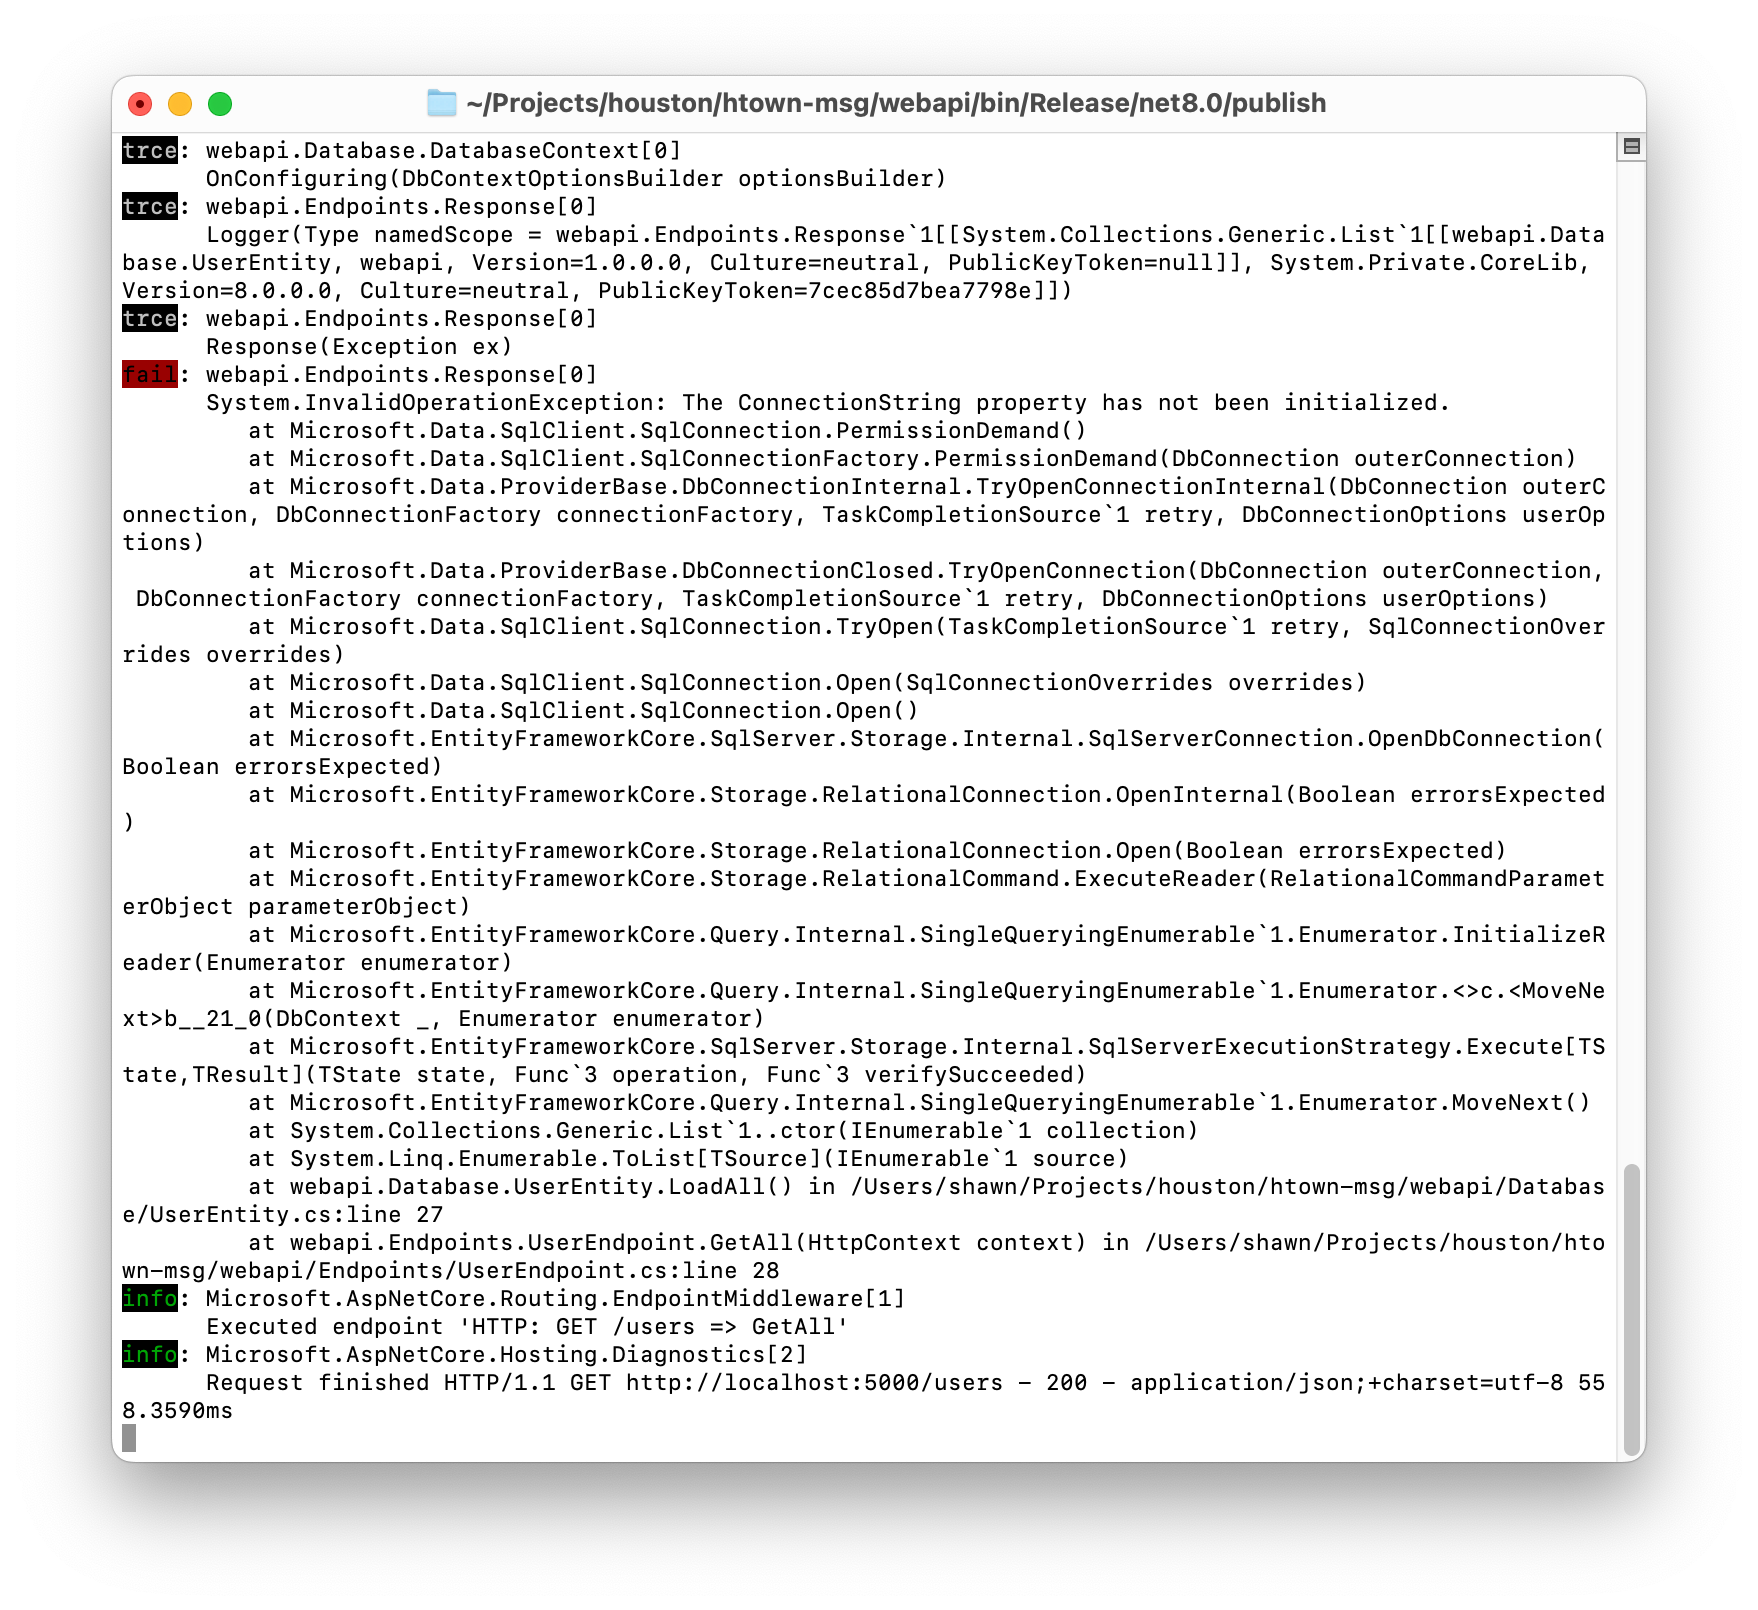 ~/Projects/houston/htown-msg/webapi/bin/Release/net8.0/publish
trce: webapi.Database.DatabaseContext[0]
      OnConfiguring(DbContextOptionsBuilder optionsBuilder)
trce: webapi.Endpoints.Response[0]
      Logger(Type namedScope = webapi.Endpoints.Response`1[[System.Collections.Generic.List`1[[webapi.Data
base.UserEntity, webapi, Version=1.0.0.0, Culture=neutral, PublicKeyToken=null]], System.Private.CoreLib,
Version=8.0.0.0, Culture=neutral, PublicKeyToken=7cec85d7bea7798e]])
trce: webapi.Endpoints.Response[0]
      Response(Exception ex)
fail: webapi.Endpoints.Response[0]
      System.InvalidOperationException: The ConnectionString property has not been initialized.
         at Microsoft.Data.SqlClient.SqlConnection.PermissionDemand()
         at Microsoft.Data.SqlClient.SqlConnectionFactory.PermissionDemand(DbConnection outerConnection)
         at Microsoft.Data.ProviderBase.DbConnectionInternal.TryOpenConnectionInternal(DbConnection outerC
onnection, DbConnectionFactory connectionFactory, TaskCompletionSource`1 retry, DbConnectionOptions userOp
tions)
         at Microsoft.Data.ProviderBase.DbConnectionClosed.TryOpenConnection(DbConnection outerConnection,
 DbConnectionFactory connectionFactory, TaskCompletionSource`1 retry, DbConnectionOptions userOptions)
         at Microsoft.Data.SqlClient.SqlConnection.TryOpen(TaskCompletionSource`1 retry, SqlConnectionOver
rides overrides)
         at Microsoft.Data.SqlClient.SqlConnection.Open(SqlConnectionOverrides overrides)
         at Microsoft.Data.SqlClient.SqlConnection.Open()
         at Microsoft.EntityFrameworkCore.SqlServer.Storage.Internal.SqlServerConnection.OpenDbConnection(
Boolean errorsExpected)
         at Microsoft.EntityFrameworkCore.Storage.RelationalConnection.OpenInternal(Boolean errorsExpected
)
         at Microsoft.EntityFrameworkCore.Storage.RelationalConnection.Open(Boolean errorsExpected)
         at Microsoft.EntityFrameworkCore.Storage.RelationalCommand.ExecuteReader(RelationalCommandParamet
erObject parameterObject)
         at Microsoft.EntityFrameworkCore.Query.Internal.SingleQueryingEnumerable`1.Enumerator.InitializeR
eader(Enumerator enumerator)
         at Microsoft.EntityFrameworkCore.Query.Internal.SingleQueryingEnumerable`1.Enumerator.<>c.<MoveNe
xt>b__21_0(DbContext _, Enumerator enumerator)
         at Microsoft.EntityFrameworkCore.SqlServer.Storage.Internal.SqlServerExecutionStrategy.Execute[TS
tate,TResult](TState state, Func`3 operation, Func`3 verifySucceeded)
         at Microsoft.EntityFrameworkCore.Query.Internal.SingleQueryingEnumerable`1.Enumerator.MoveNext()
         at System.Collections.Generic.List`1..ctor(IEnumerable`1 collection)
         at System.Linq.Enumerable.ToList[TSource](IEnumerable`1 source)
         at webapi.Database.UserEntity.LoadAll() in /Users/shawn/Projects/houston/htown-msg/webapi/Databas
e/UserEntity.cs:line 27
         at webapi.Endpoints.UserEndpoint.GetAll(HttpContext context) in /Users/shawn/Projects/houston/hto
wn-msg/webapi/Endpoints/UserEndpoint.cs:line 28
info: Microsoft.AspNetCore.Routing.EndpointMiddleware[1]
      Executed endpoint 'HTTP: GET /users => GetAll'
info: Microsoft.AspNetCore.Hosting.Diagnostics[2]
      Request finished HTTP/1.1 GET http://localhost:5000/users - 200 - application/json;+charset=utf-8 55
8.3590ms